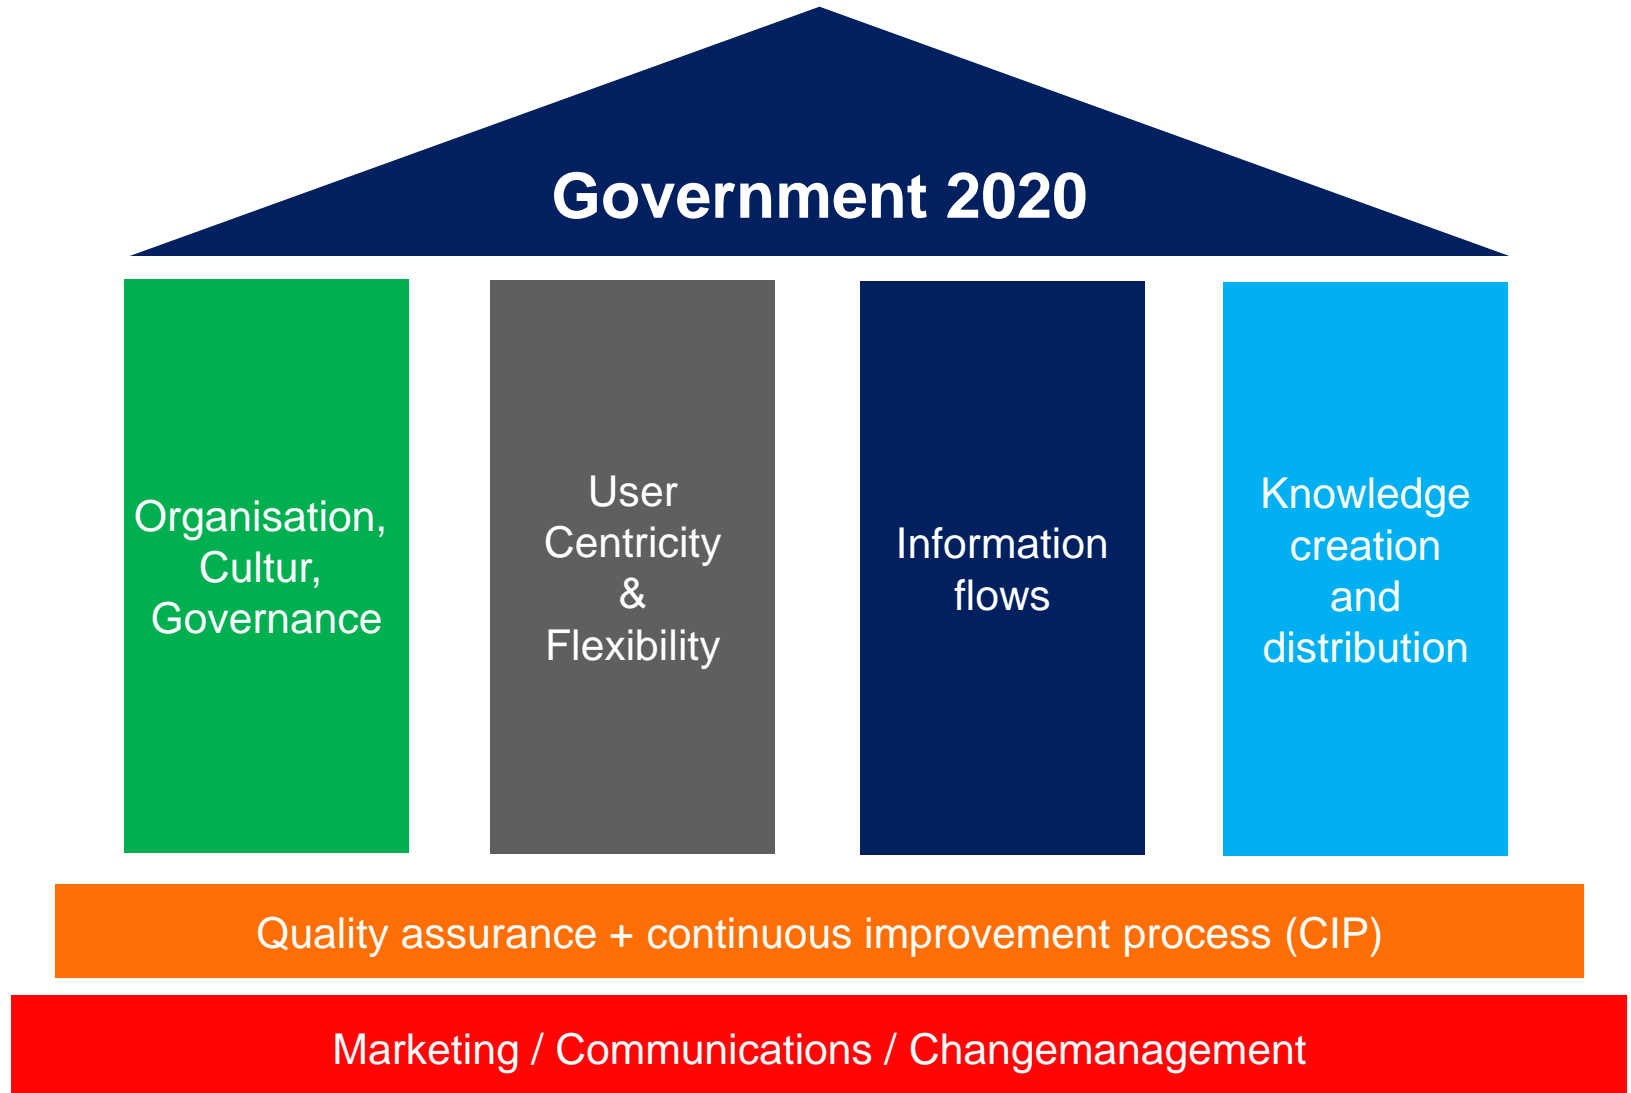 Government 2020
Organisation,
Cultur,
Governance
User
Centricity
&
Flexibility
Information
flows
Knowledge
creation
and
distribution
Quality assurance + continuous improvement process (CIP)
Marketing / Communications / Changemanagement